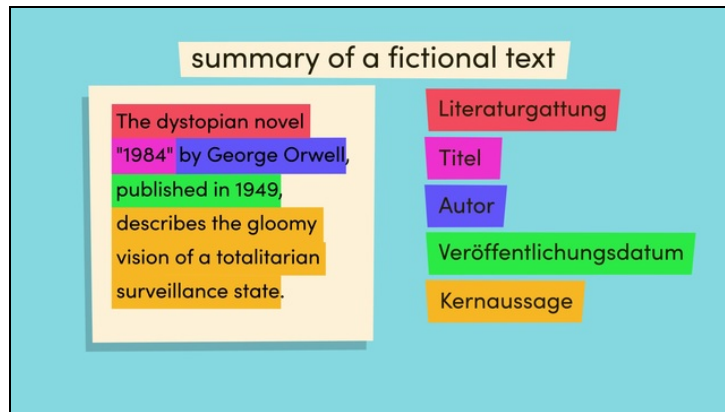 summary of a fictional text
The dystopian novel
"1984" by George Orwell,
published in 1949,
describes the gloomy
vision of a totalitarian
surveillance state.
Literaturgattung
Titel
Autor
Veröffentlichungsdatum
Kernaussage